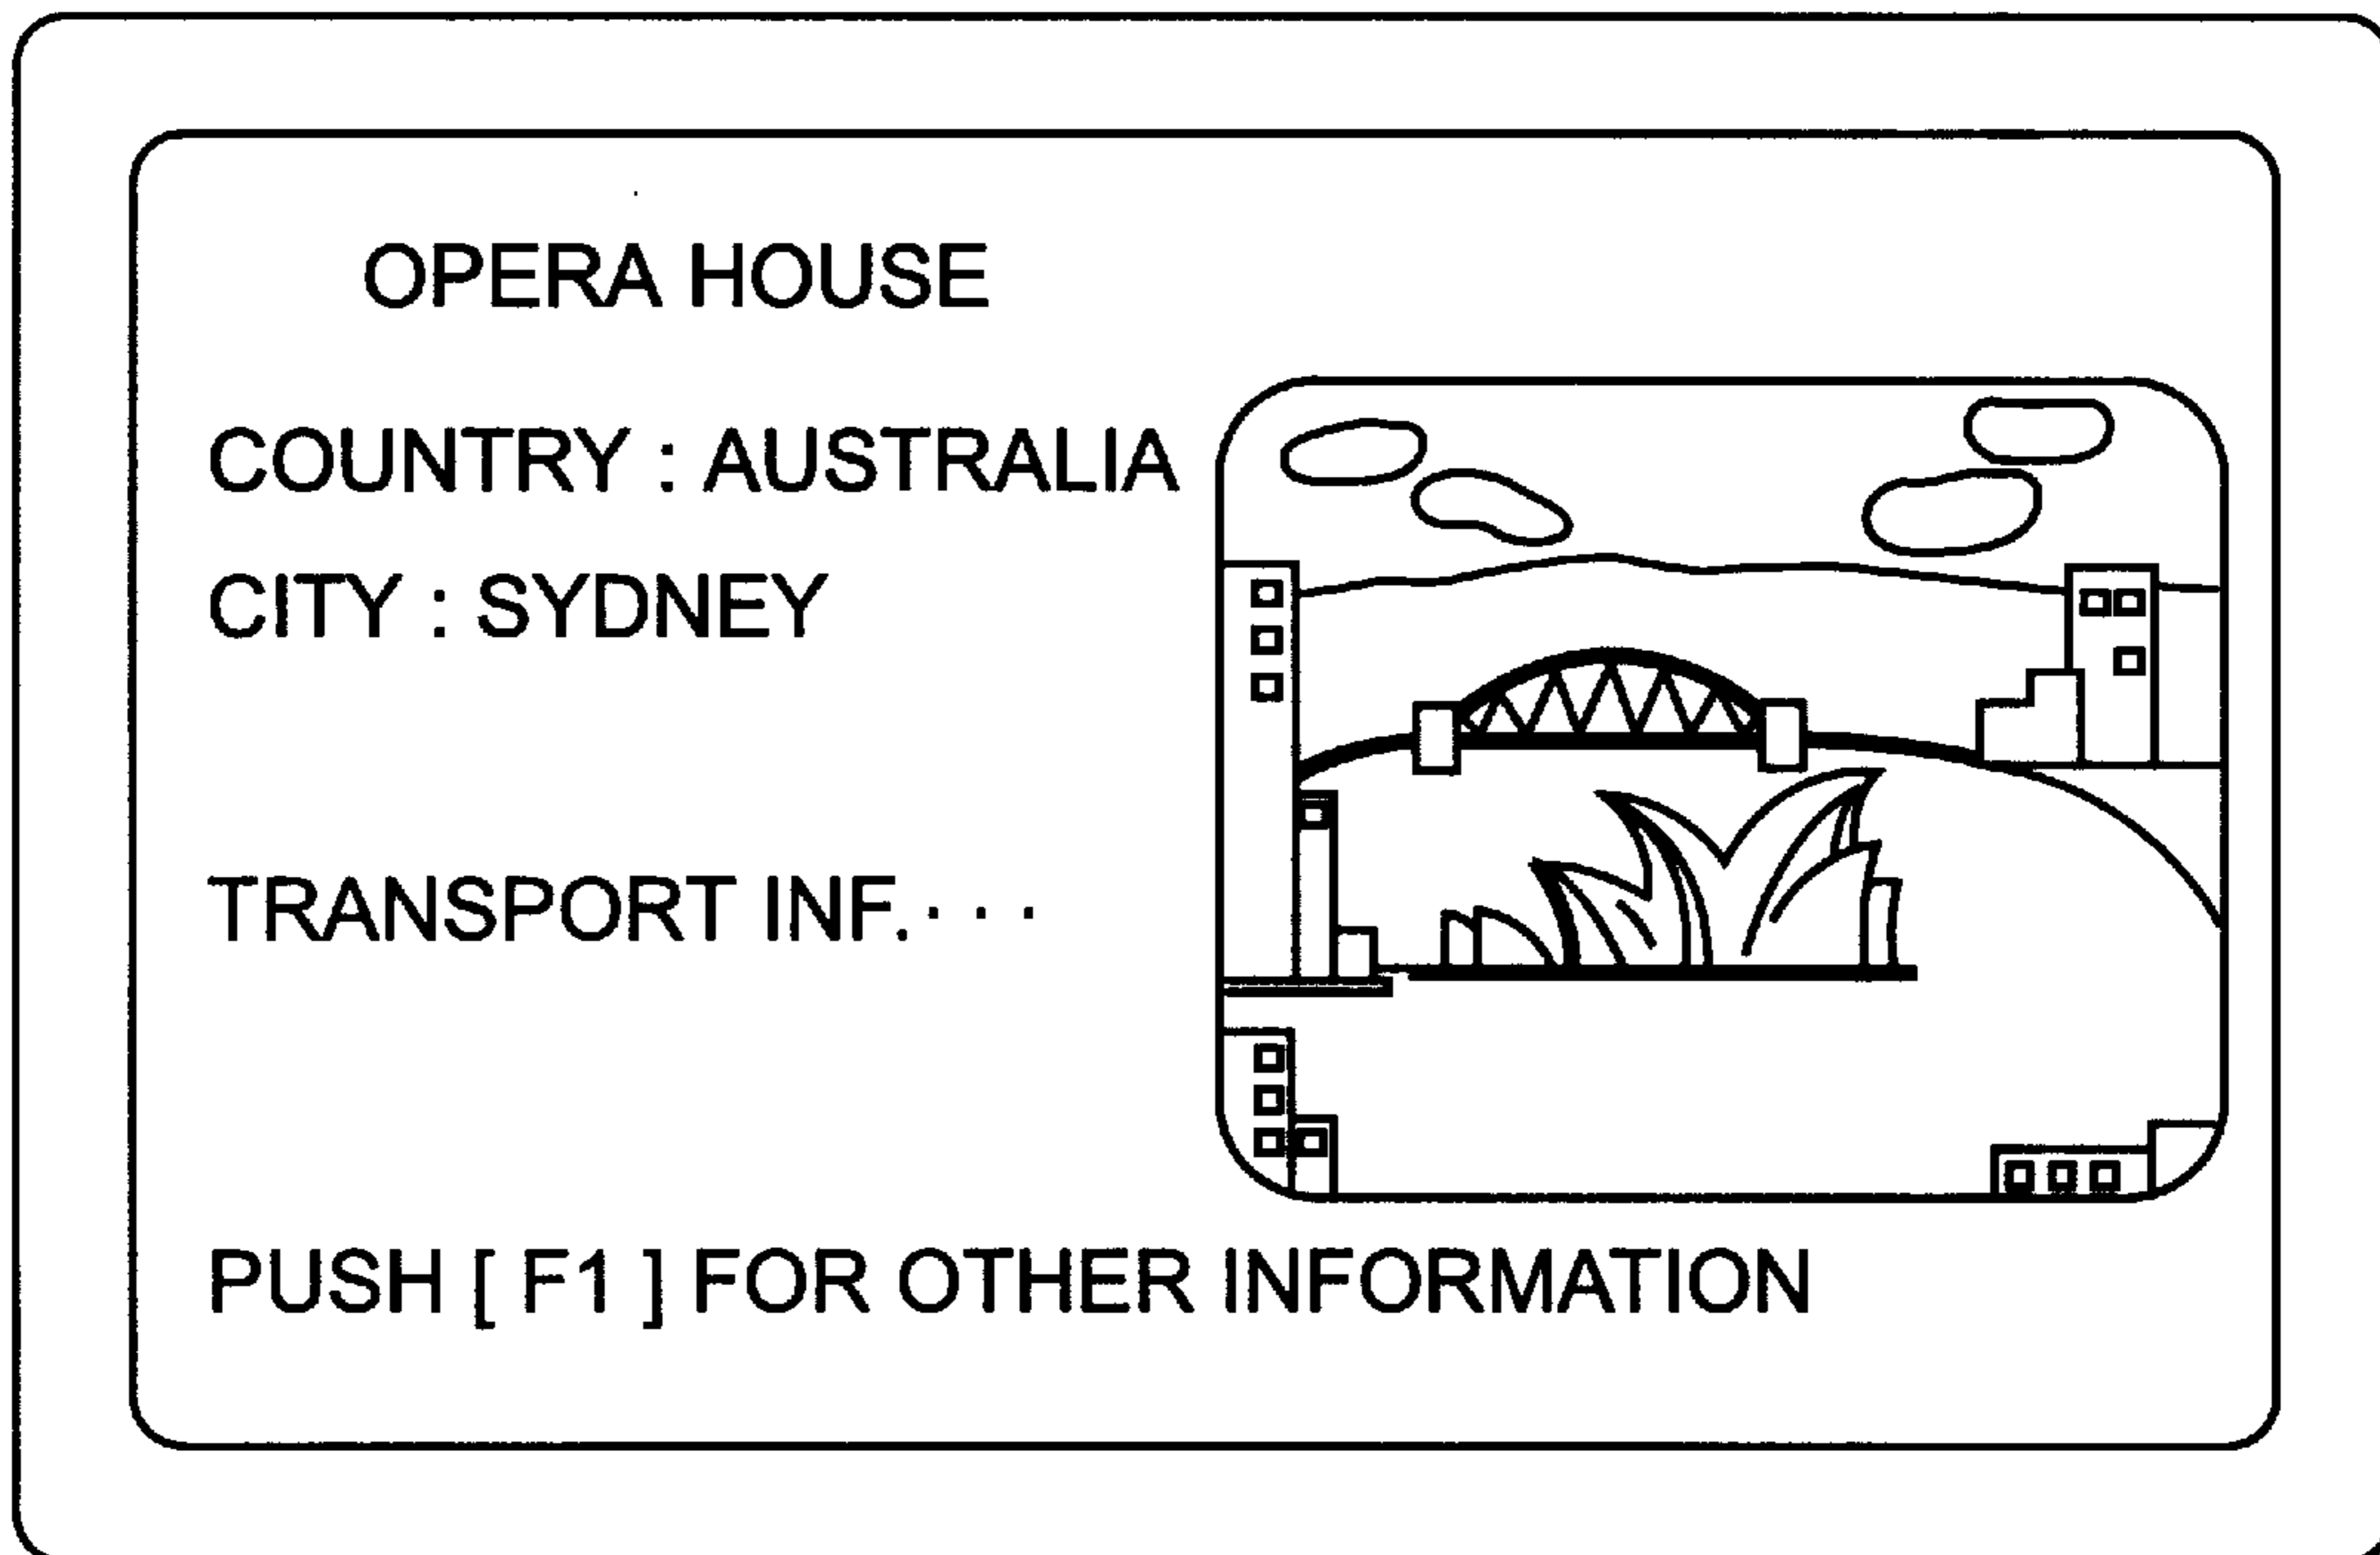 OPERA HOUSE
COUNTRY : AUSTRALIA
CITY : SYDNEY
TRANSPORT INF. · · ·
PUSH [ F1 ] FOR OTHER INFORMATION